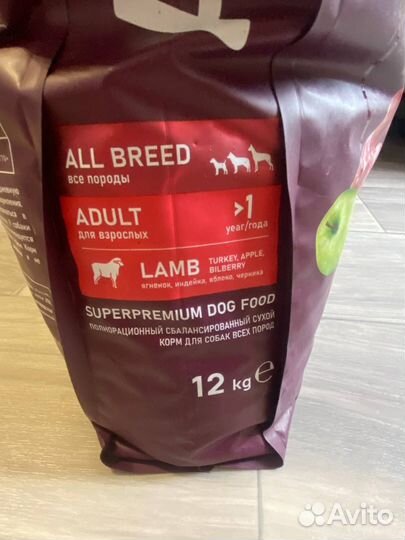 ALL BREED
все породы
ADULT
для взрослых
>1
year/года
LAMB
TURKEY, APPLE,
BILBERRY
ягненок, индейка, яблоко, черника
SUPERPREMIUM DOG FOOD
ПОЛНОРАЦИОННЫЙ СБАЛАНСИРОВАННЫЙ СУХОЙ
КОРМ ДЛЯ СОБАК ВСЕХ ПОРОД
12 kg ℮
Avito